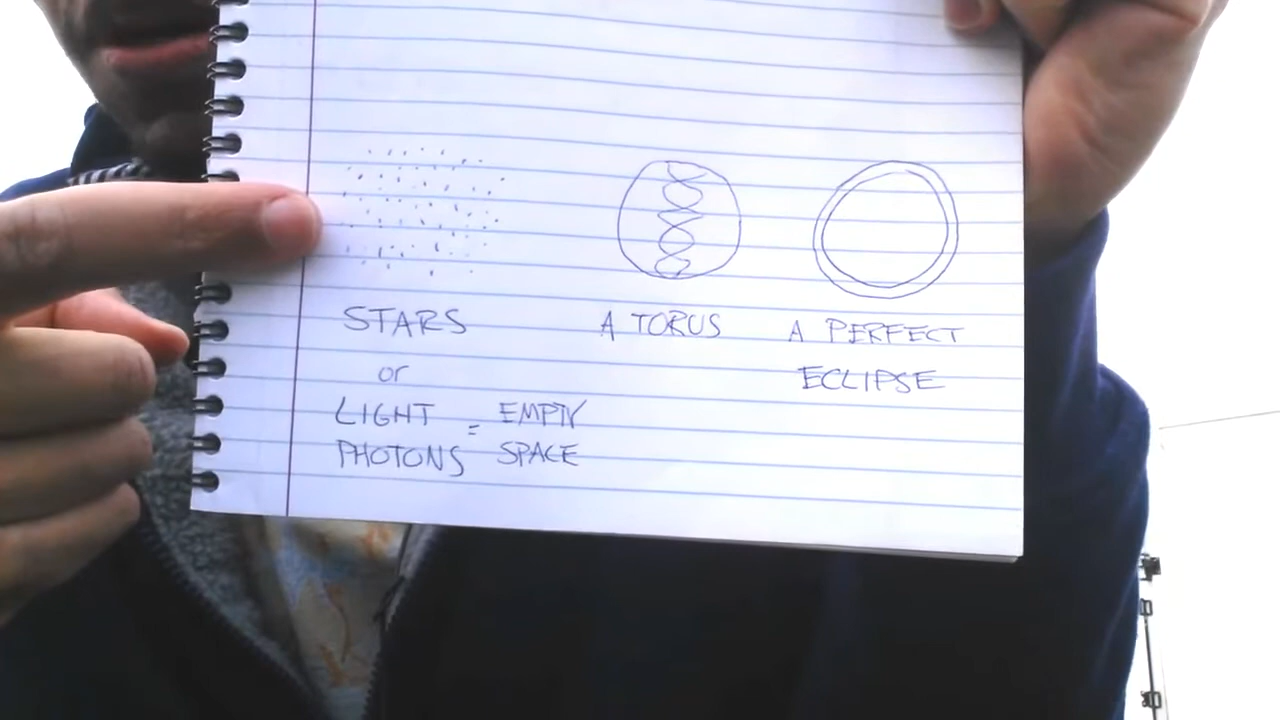 STARS
or
LIGHT = EMPTY
PHOTONS SPACE
A TORUS
A PERFECT
ECLIPSE